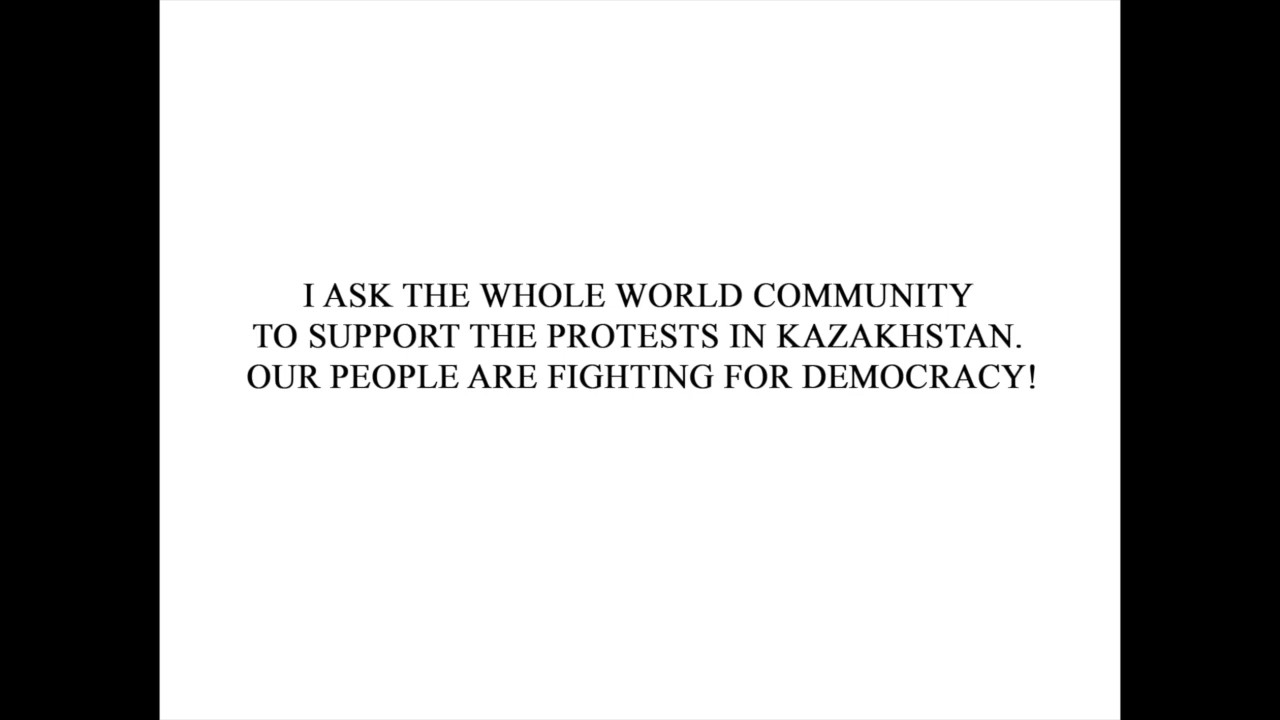 I ASK THE WHOLE WORLD COMMUNITY
TO SUPPORT THE PROTESTS IN KAZAKHSTAN.
OUR PEOPLE ARE FIGHTING FOR DEMOCRACY!